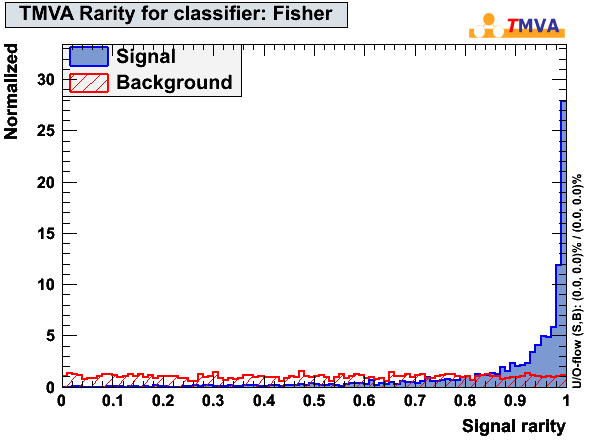 TMVA Rarity for classifier: Fisher
TMVA
Normalized
Signal
Background
30
25
20
15
10
5
0
0 0.1 0.2 0.3 0.4 0.5 0.6 0.7 0.8 0.9 1
Signal rarity
U/O-flow (S,B): (0.0, 0.0)% / (0.0, 0.0)%